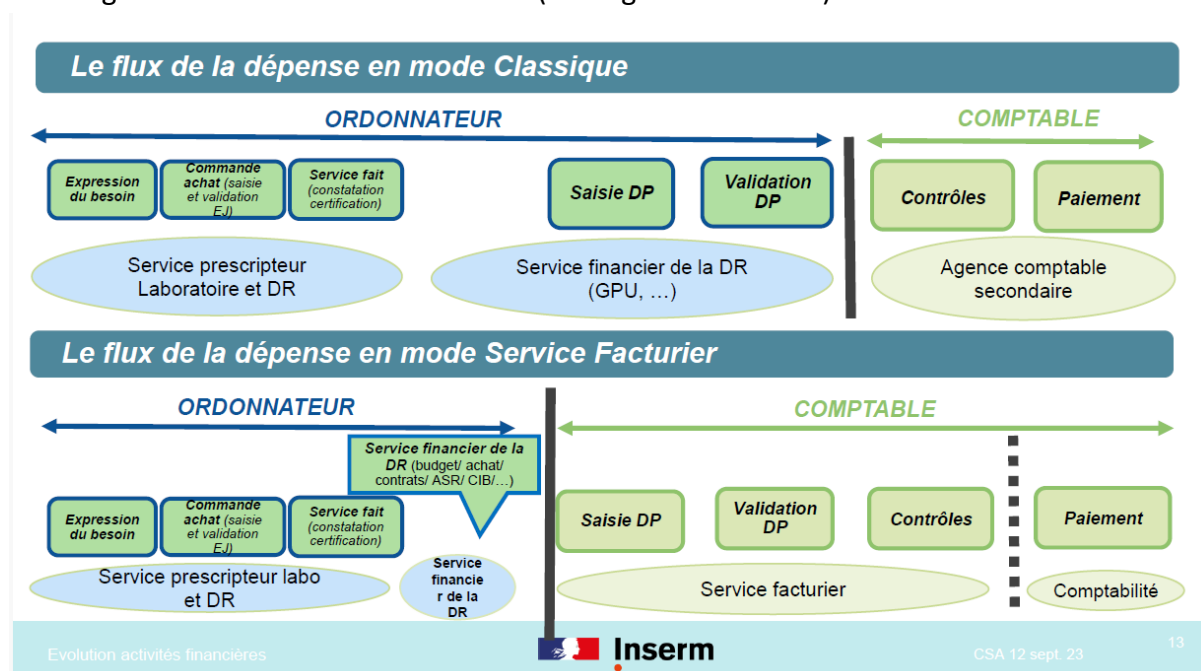 Le flux de la dépense en mode Classique
ORDONNATEUR
COMPTABLE
Expression
du besoin
Commande
achat (saisie
et validation
EJ)
Service fait
(constatation
certification)
Saisie DP
Validation
DP
Contrôles
Paiement
Service prescripteur
Laboratoire et DR
Service financier de la DR
(GPU, …)
Agence comptable
secondaire
Le flux de la dépense en mode Service Facturier
ORDONNATEUR
COMPTABLE
Service financier de la
DR (budget/ achat/
contrats/ ASR/ CIB/…)
Expression
du besoin
Commande
achat (saisie
et validation
EJ)
Service fait
(constatation
certification)
Saisie DP
Validation
DP
Contrôles
Paiement
Service prescripteur labo
et DR
Service
financie
r de la
DR
Service facturier
Comptabilité
Evolution activités financières
Inserm
CSA 12 sept. 23
13